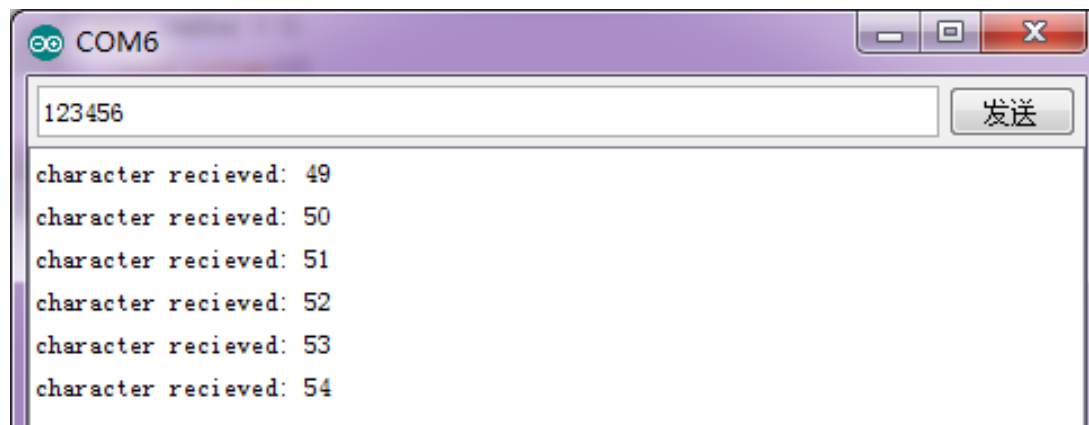 COM6
123456
发送
character recieved: 49
character recieved: 50
character recieved: 51
character recieved: 52
character recieved: 53
character recieved: 54